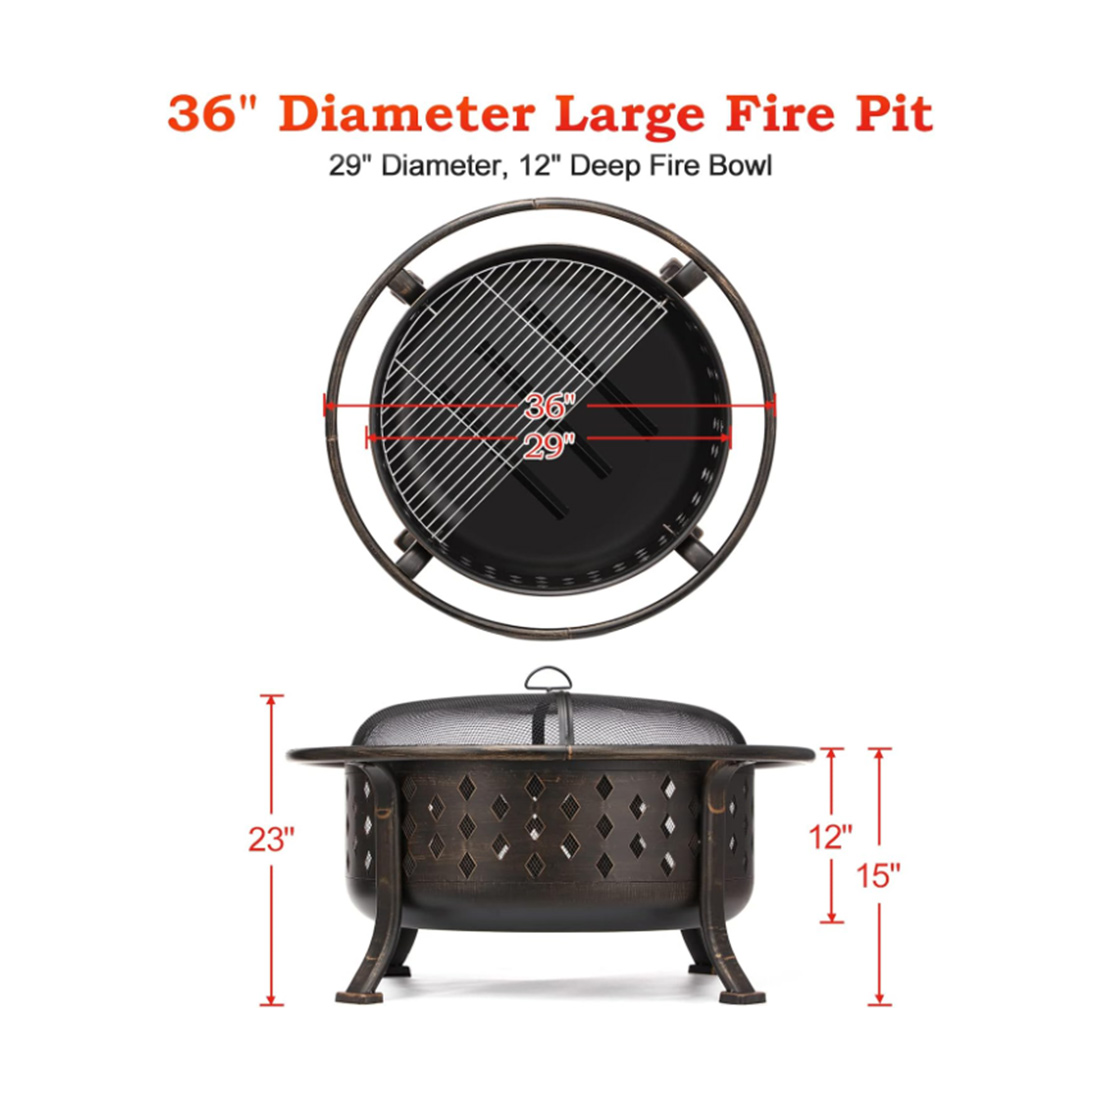 36" Diameter Large Fire Pit
29" Diameter, 12" Deep Fire Bowl
36"
29"
23"
12"
15"